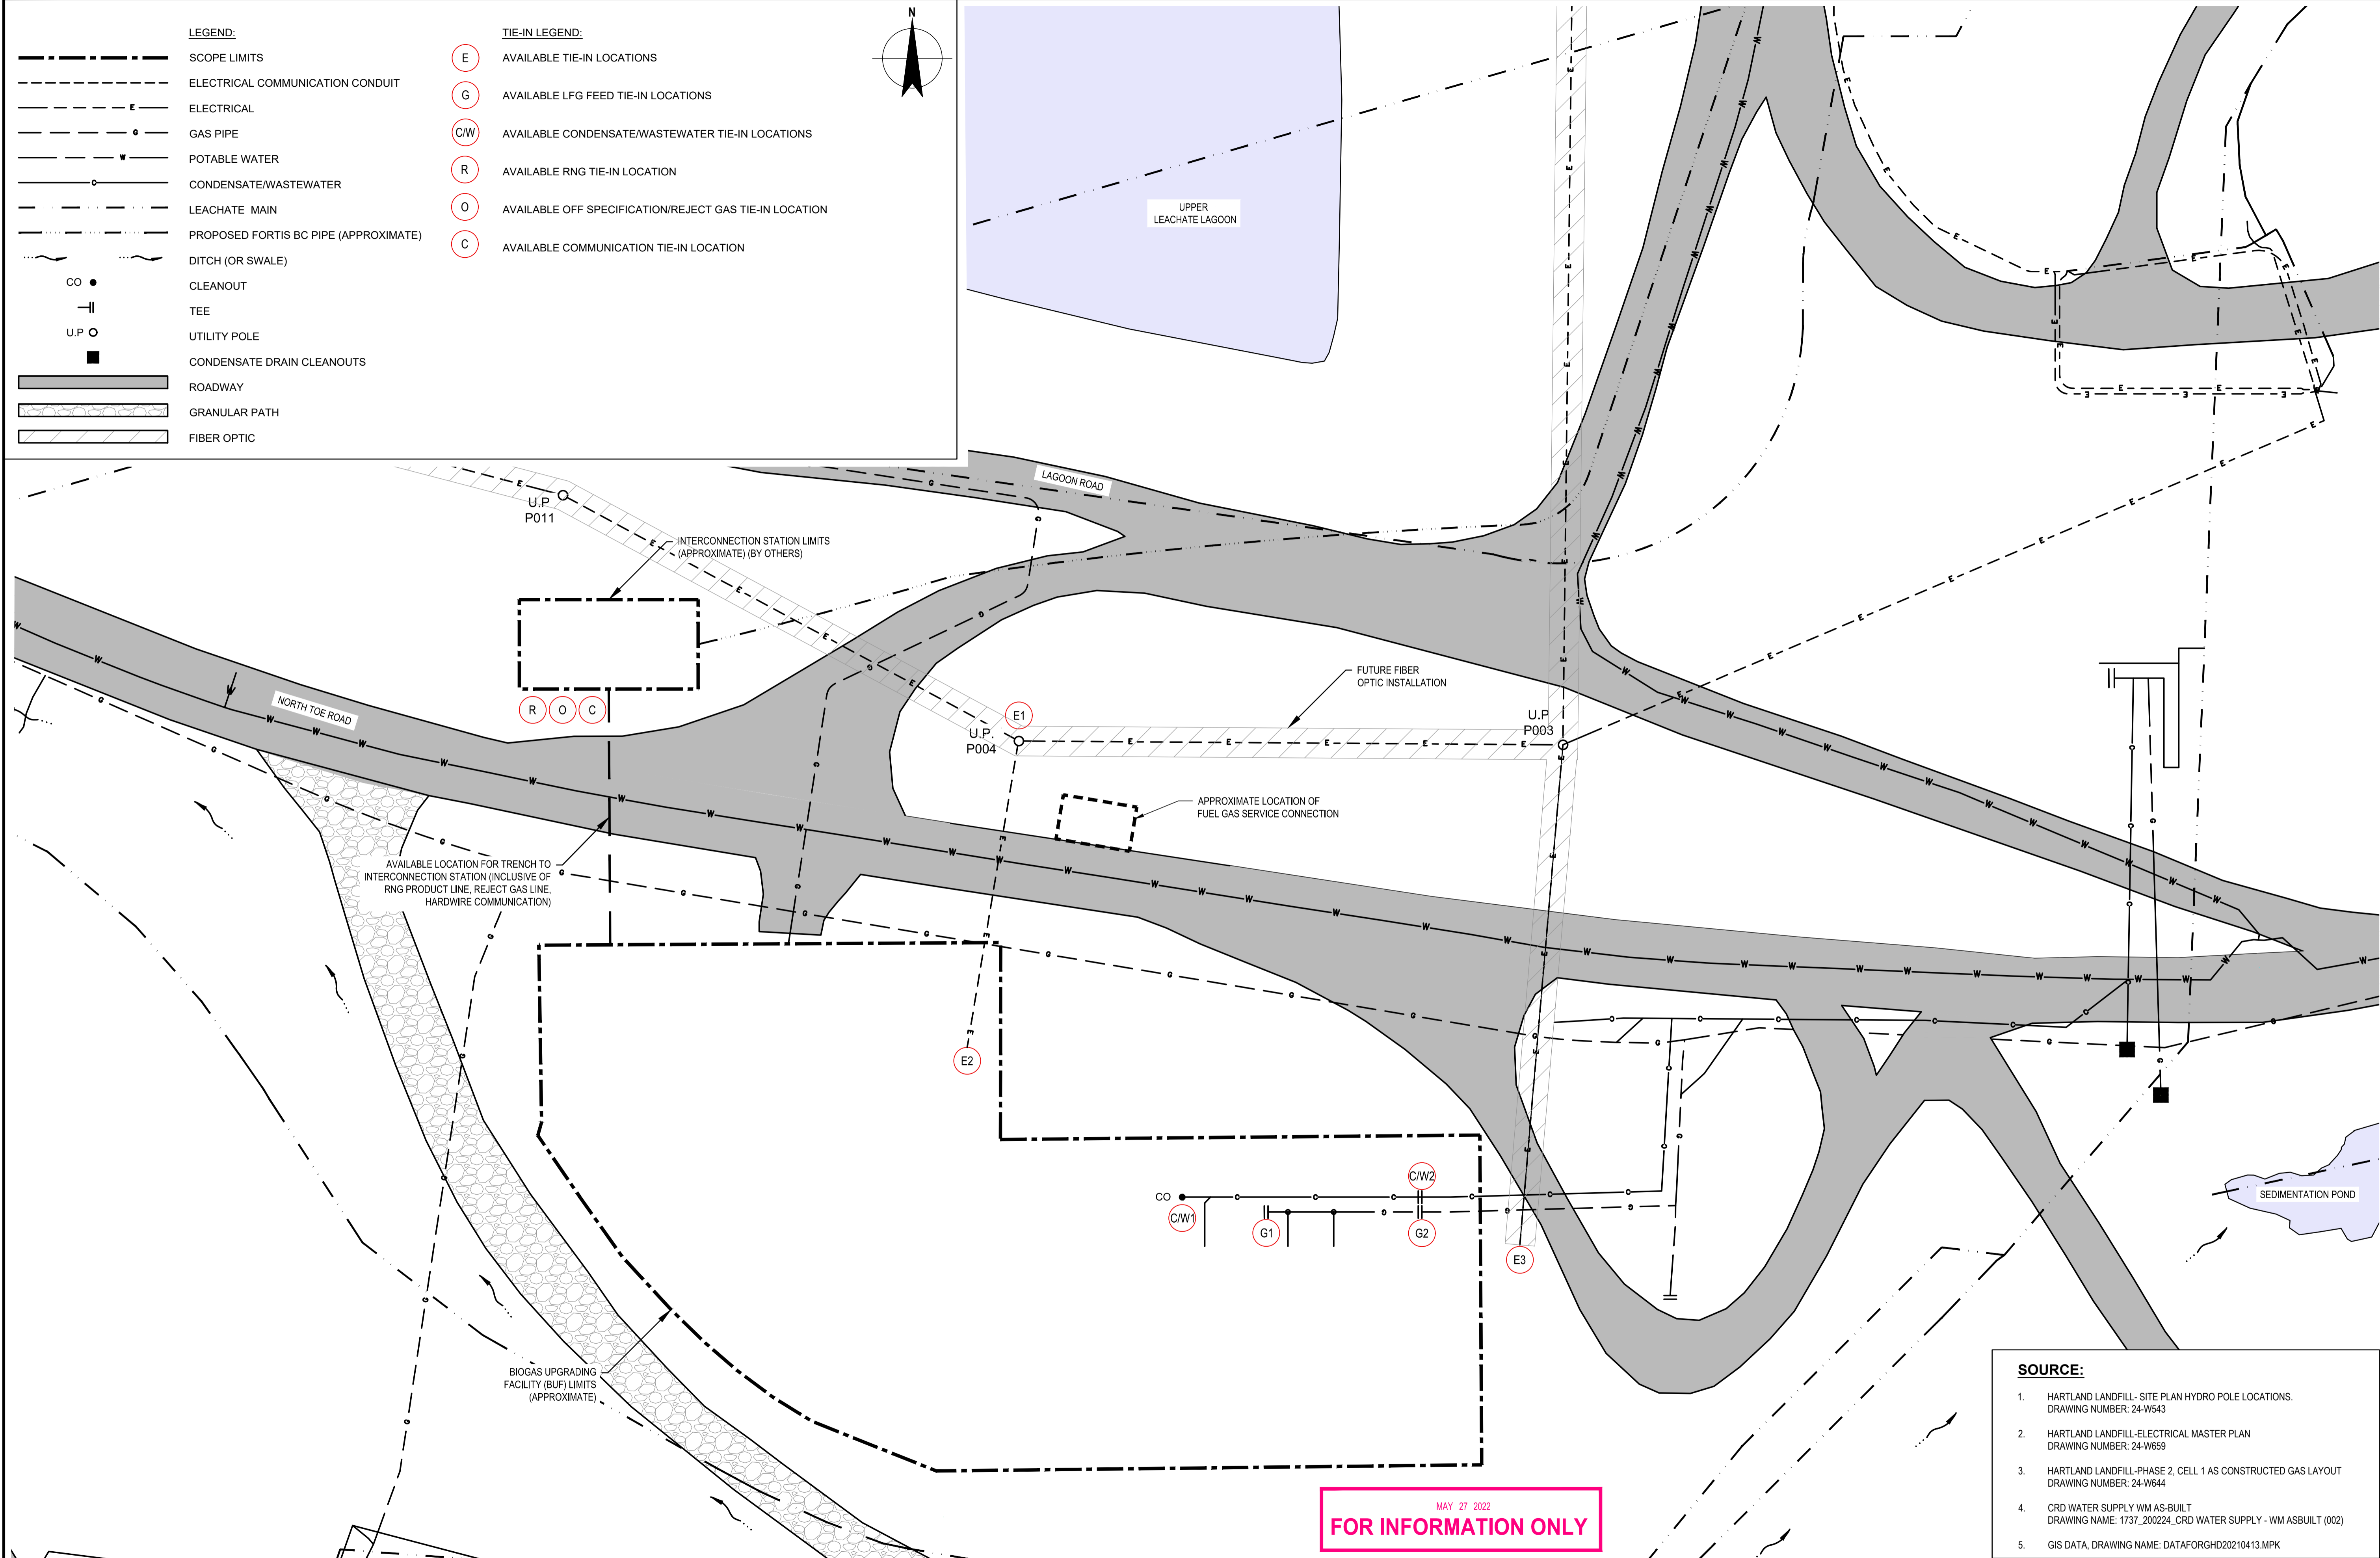 LEGEND:
SCOPE LIMITS
ELECTRICAL COMMUNICATION CONDUIT
E
ELECTRICAL
G
GAS PIPE
W
POTABLE WATER
C
CONDENSATE/WASTEWATER
LEACHATE MAIN
PROPOSED FORTIS BC PIPE (APPROXIMATE)
DITCH (OR SWALE)
CO
CLEANOUT
TEE
U.P
UTILITY POLE
CONDENSATE DRAIN CLEANOUTS
ROADWAY
GRANULAR PATH
FIBER OPTIC
TIE-IN LEGEND:
E
AVAILABLE TIE-IN LOCATIONS
G
AVAILABLE LFG FEED TIE-IN LOCATIONS
C/W
AVAILABLE CONDENSATE/WASTEWATER TIE-IN LOCATIONS
R
AVAILABLE RNG TIE-IN LOCATION
O
AVAILABLE OFF SPECIFICATION/REJECT GAS TIE-IN LOCATION
C
AVAILABLE COMMUNICATION TIE-IN LOCATION
N
UPPER
LEACHATE LAGOON
LAGOON ROAD
U.P
P011
INTERCONNECTION STATION LIMITS
(APPROXIMATE) (BY OTHERS)
NORTH TOE ROAD
R O C
E1
U.P.
P004
FUTURE FIBER
OPTIC INSTALLATION
U.P
P003
APPROXIMATE LOCATION OF
FUEL GAS SERVICE CONNECTION
AVAILABLE LOCATION FOR TRENCH TO
INTERCONNECTION STATION (INCLUSIVE OF
RNG PRODUCT LINE, REJECT GAS LINE,
HARDWIRE COMMUNICATION)
E2
CO
C/W1
C/W2
G1
G2
E3
SEDIMENTATION POND
BIOGAS UPGRADING
FACILITY (BUF) LIMITS
(APPROXIMATE)
MAY 27 2022
FOR INFORMATION ONLY
SOURCE:
1. HARTLAND LANDFILL- SITE PLAN HYDRO POLE LOCATIONS.
DRAWING NUMBER: 24-W543
2. HARTLAND LANDFILL-ELECTRICAL MASTER PLAN
DRAWING NUMBER: 24-W659
3. HARTLAND LANDFILL-PHASE 2, CELL 1 AS CONSTRUCTED GAS LAYOUT
DRAWING NUMBER: 24-W644
4. CRD WATER SUPPLY WM AS-BUILT
DRAWING NAME: 1737_200224_CRD WATER SUPPLY - WM ASBUILT (002)
5. GIS DATA, DRAWING NAME: DATAFORGHD20210413.MPK